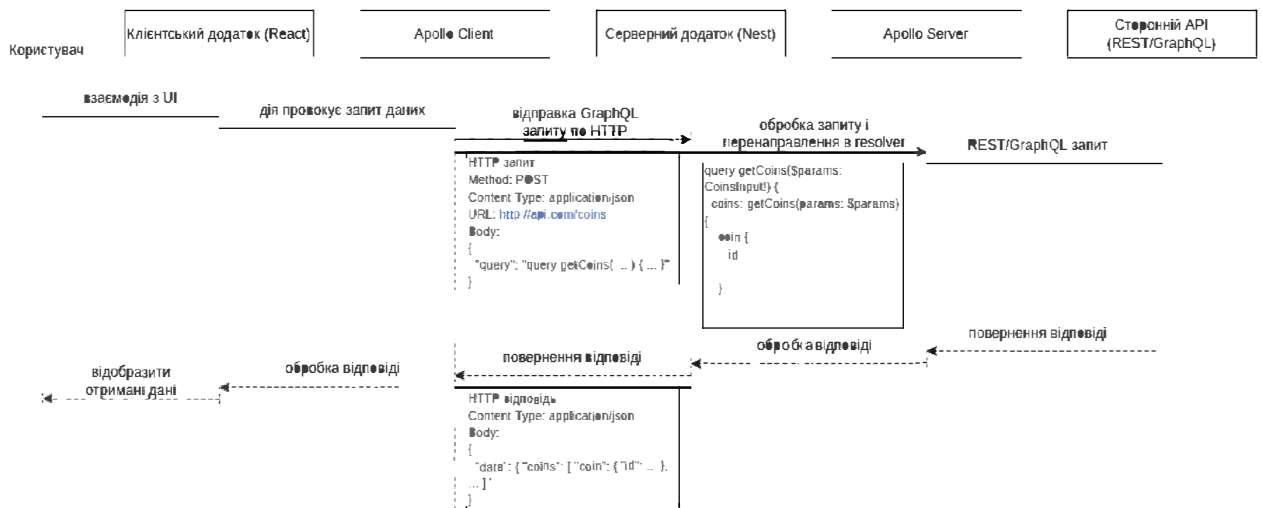 Користувач
Клієнтський додаток (React)
Apollo Client
Серверний додаток (Nest)
Apollo Server
Сторонній API
(REST/GraphQL)
взаємодія з UI
дія провокує запит даних
відправка GraphQL
запиту по HTTP
обробка запиту і
перенаправлення в resolver
REST/GraphQL запит
HTTP запит
Method: POST
Content Type: application/json
URL: http://api.com/coins
Body:
{
"query": "query getCoins( ... ) { ... }"
}
query getCoins($params:
CoinsInput!) {
coins: getCoins(params: $params)
{
coin {
id
}
повернення відповіді
обробка відповіді
повернення відповіді
обробка відповіді
відобразити
отримані дані
HTTP відповідь
Content Type: application/json
Body:
{
"data": { "coins": [ "coin": { "id": ... },
... ] "
}